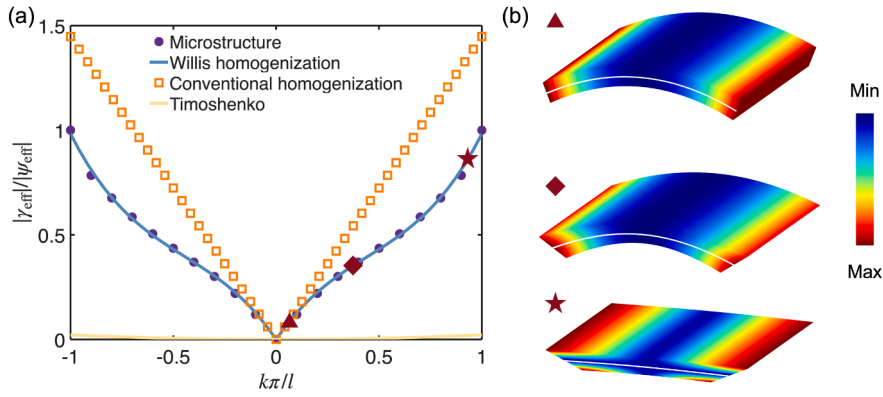 (a)
1.5
1
0.5
0
|γeff|/|ψeff|
Microstructure
Willis homogenization
Conventional homogenization
Timoshenko
-1
-0.5
0
0.5
1
kπ/l
(b)
Min
Max